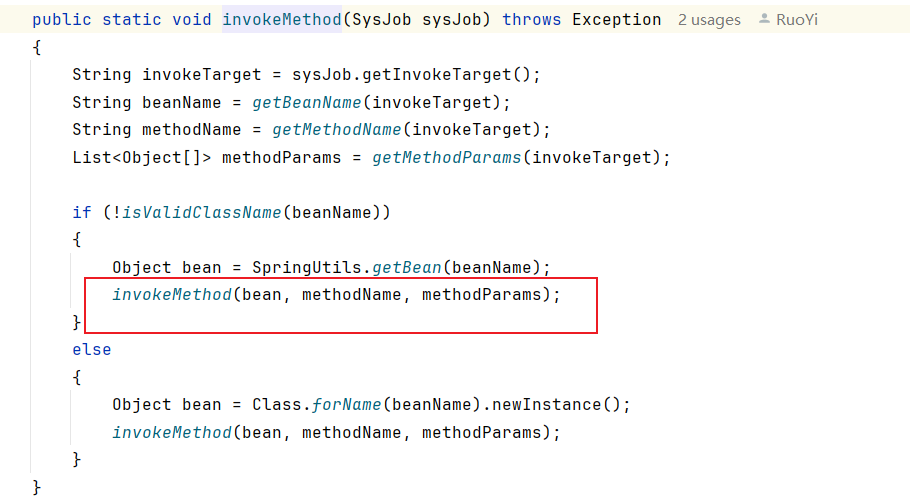 public static void invokeMethod(SysJob sysJob) throws Exception 2 usages RuoYi
{
String invokeTarget = sysJob.getInvokeTarget();
String beanName = getBeanName(invokeTarget);
String methodName = getMethodName(invokeTarget);
List<Object[]> methodParams = getMethodParams(invokeTarget);
if (!isValidClassName(beanName))
{
Object bean = SpringUtils.getBean(beanName);
invokeMethod(bean, methodName, methodParams);
}
else
{
Object bean = Class.forName(beanName).newInstance();
invokeMethod(bean, methodName, methodParams);
}
}